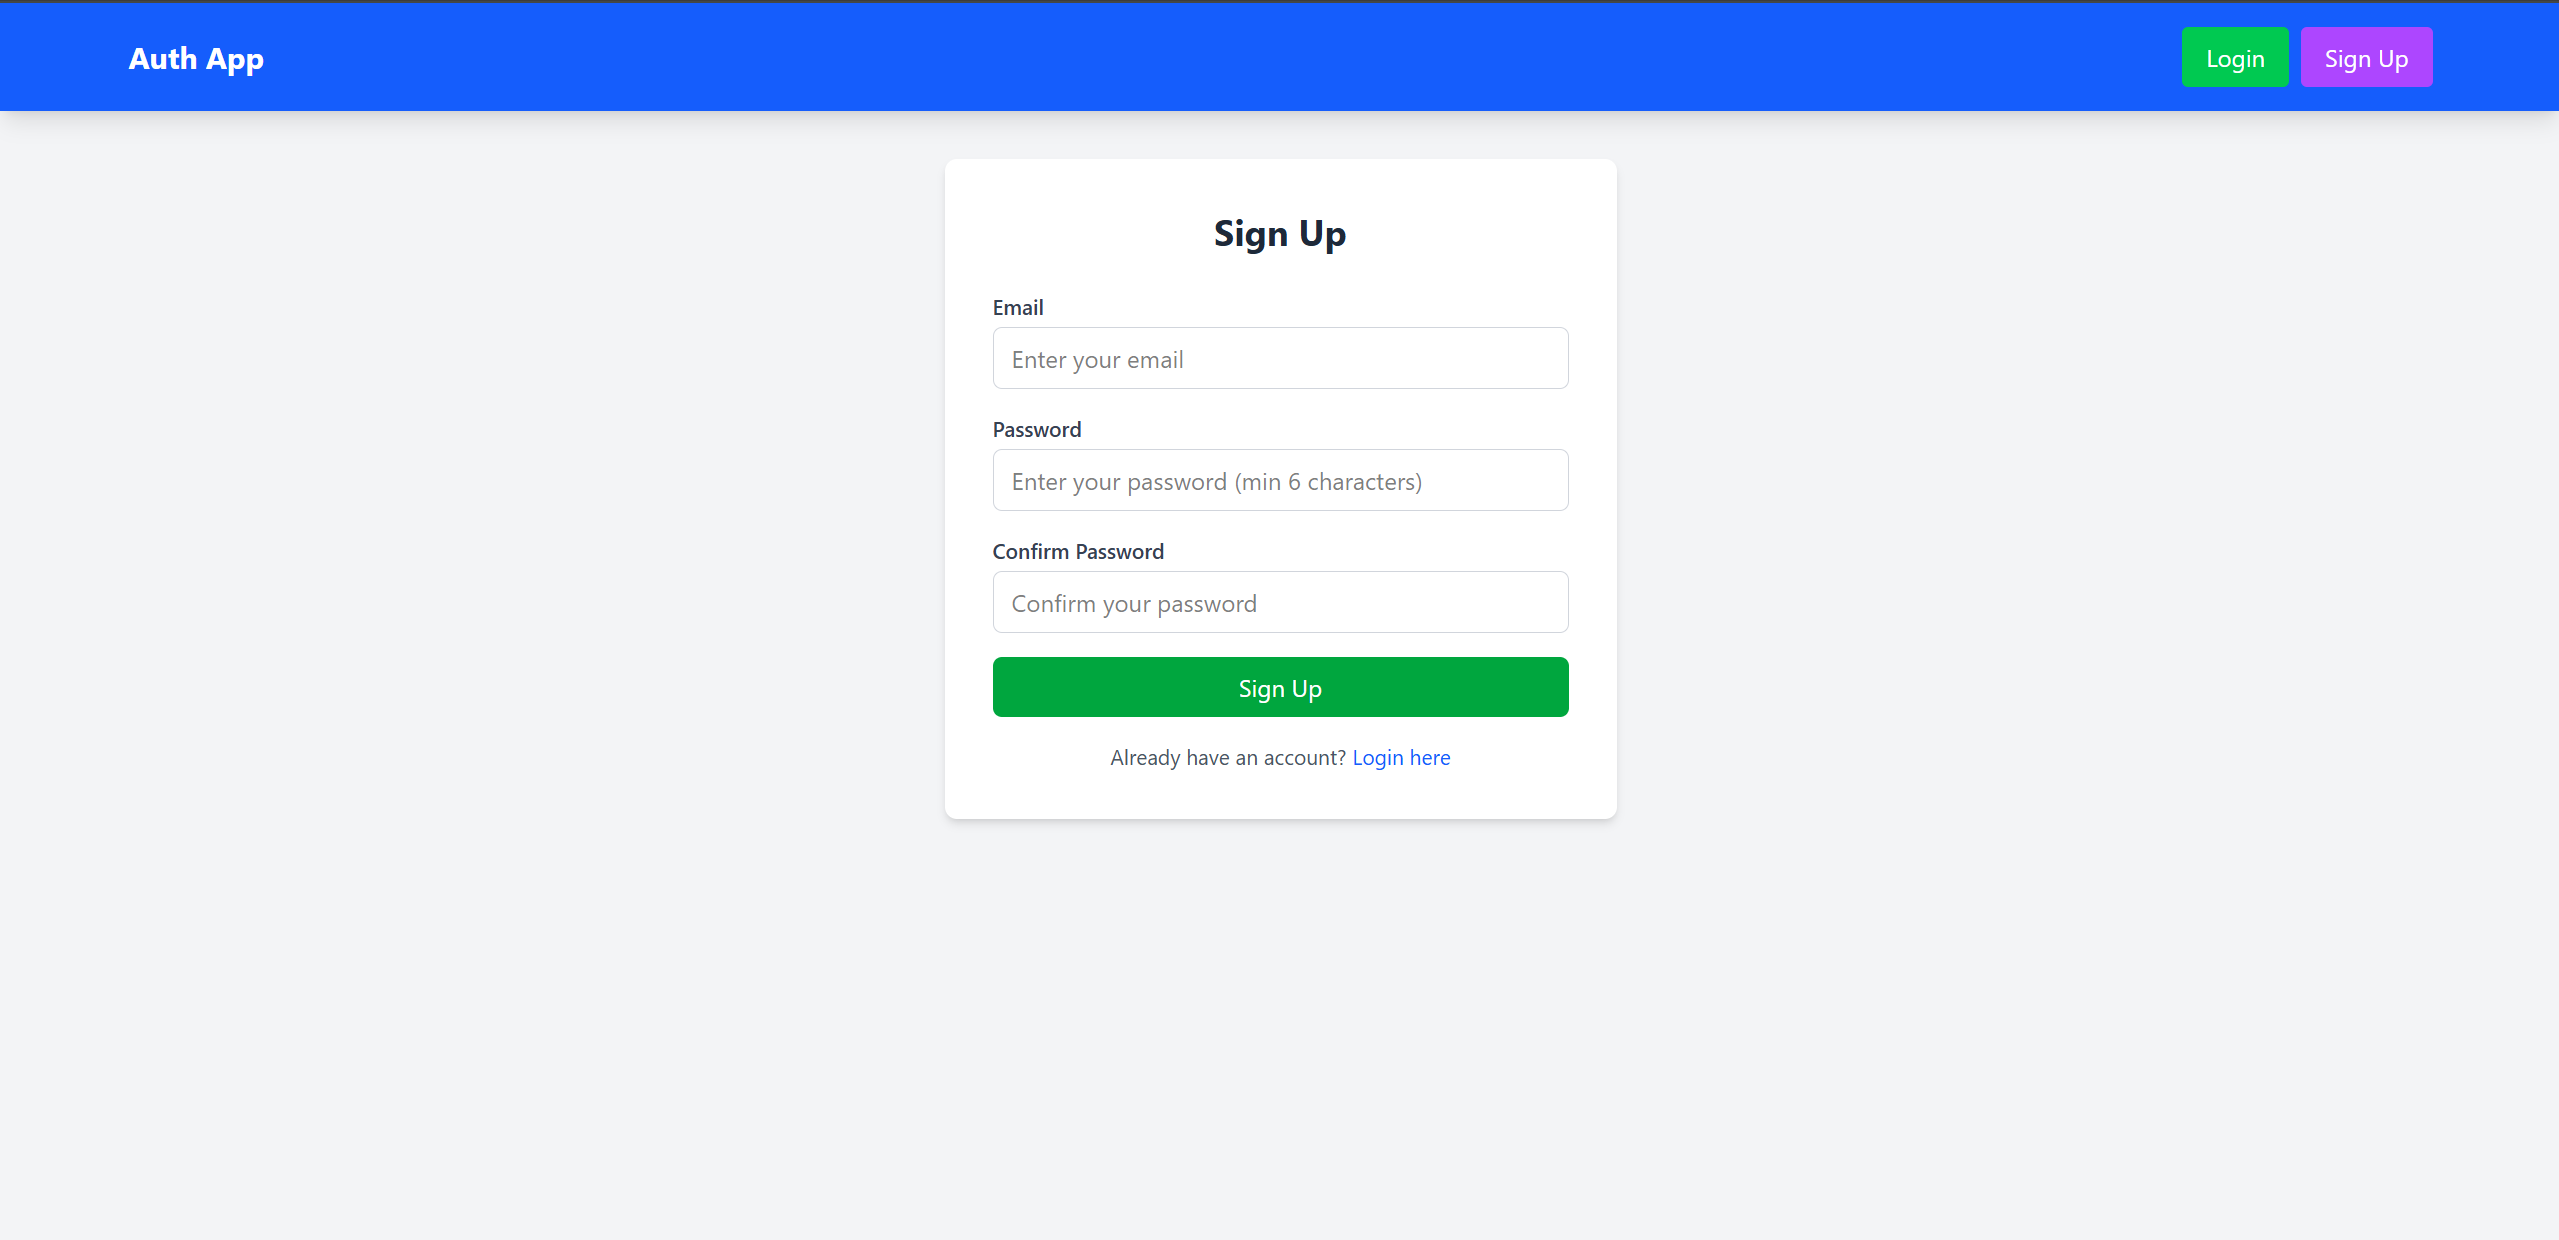 Auth App
Login
Sign Up
Sign Up
Email
Enter your email
Password
Enter your password (min 6 characters)
Confirm Password
Confirm your password
Sign Up
Already have an account? Login here